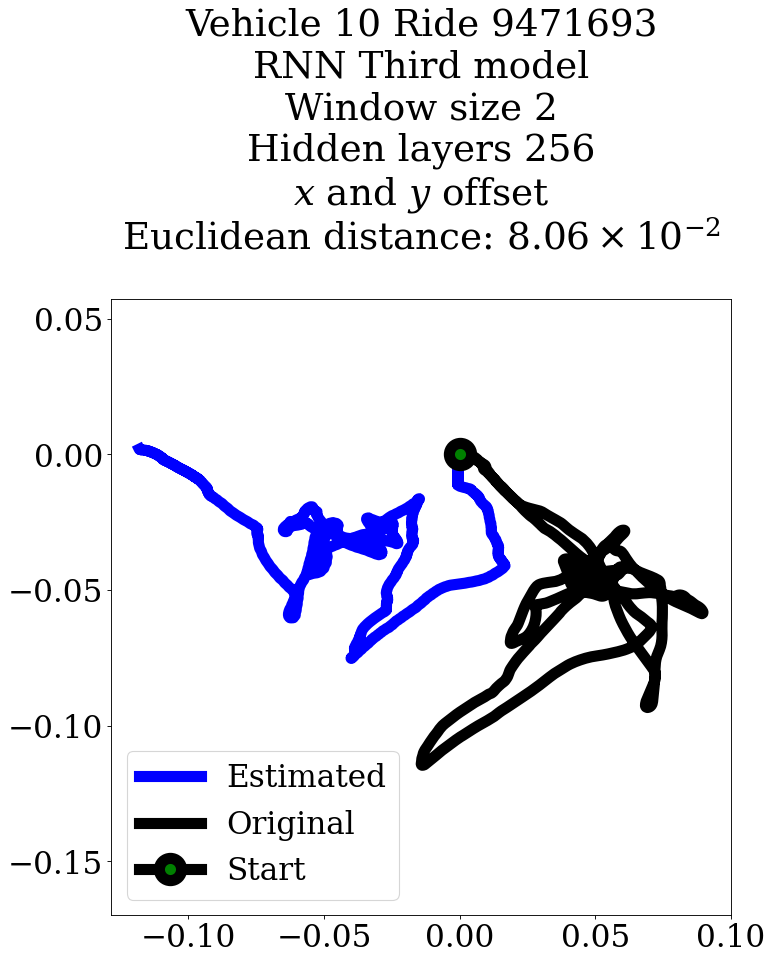 Vehicle 10 Ride 9471693
RNN Third model
Window size 2
Hidden layers 256
x and y offset
Euclidean distance: 8.06 × 10⁻²
0.05
0.00
−0.05
−0.10
−0.15
Estimated
Original
Start
−0.10 −0.05 0.00 0.05 0.10